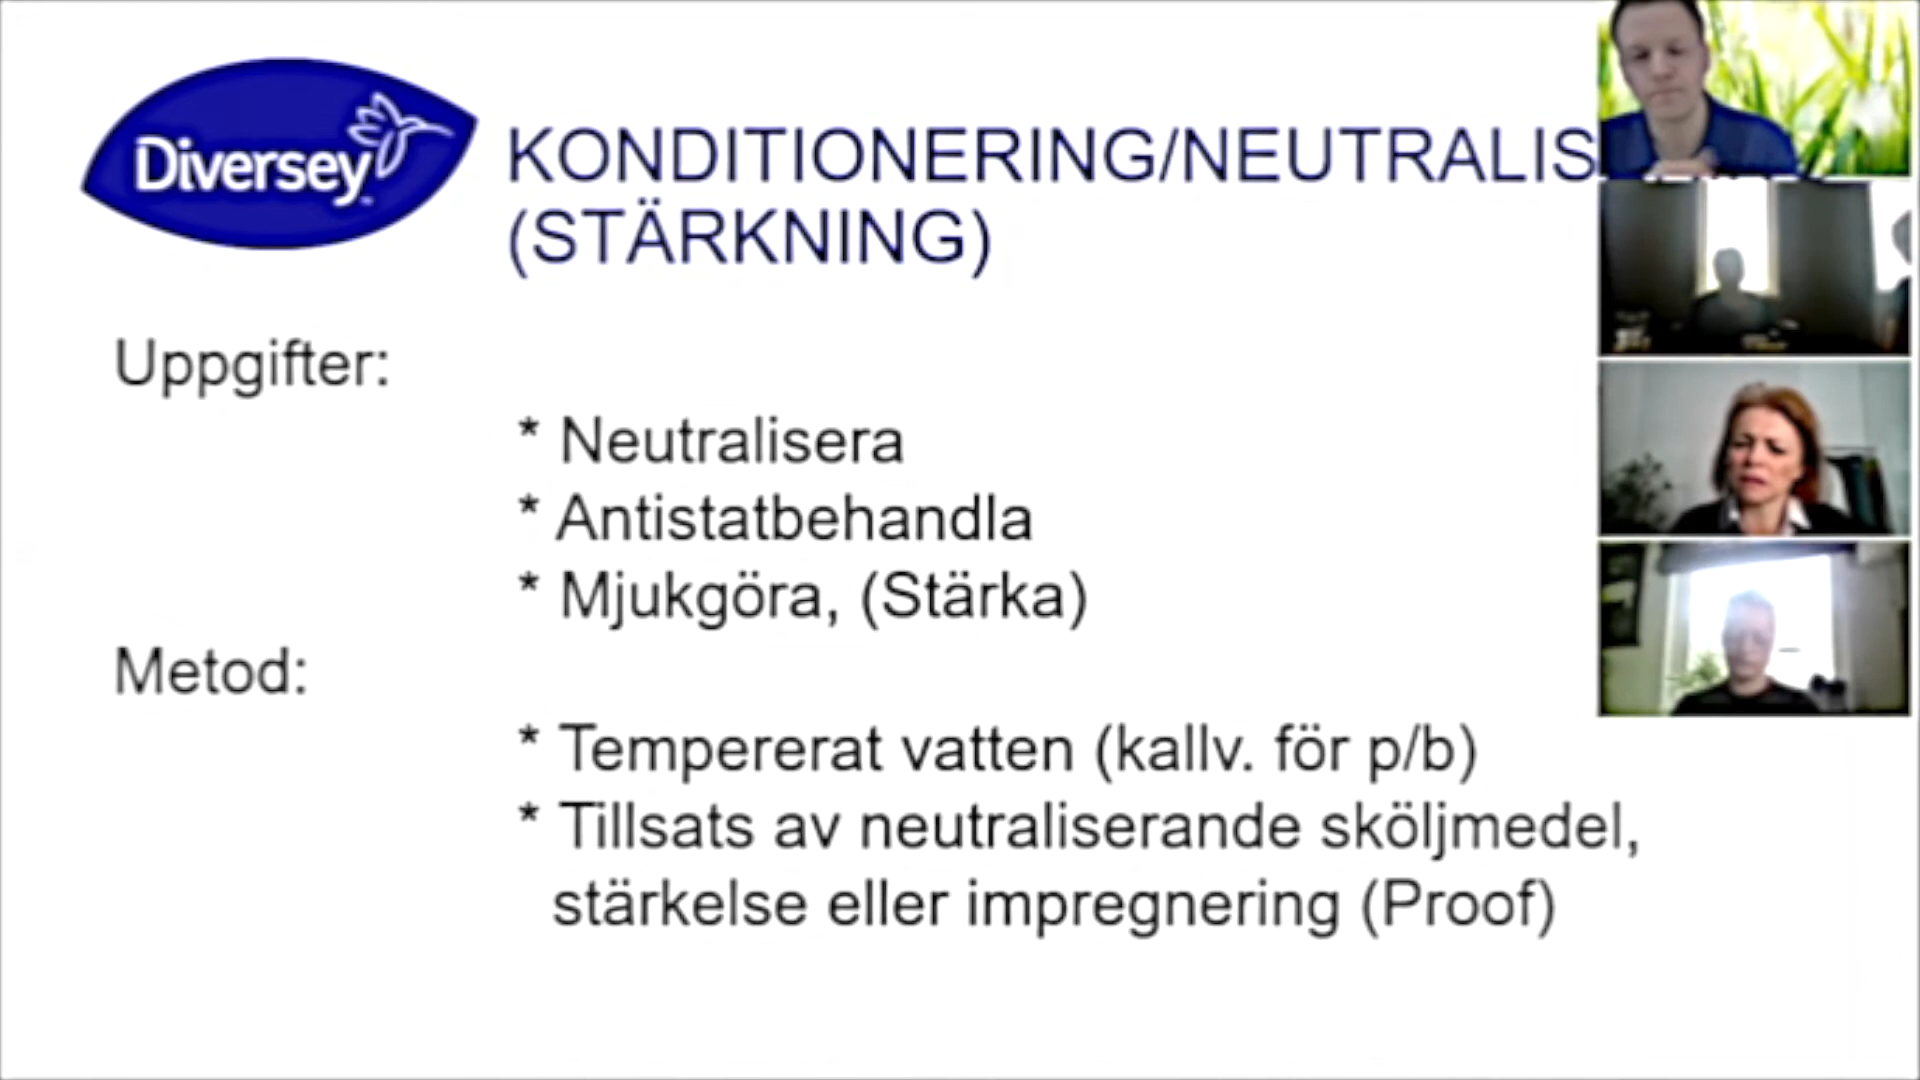 Diversey
KONDITIONERING/NEUTRALIS
(STÄRKNING)
Uppgifter:
* Neutralisera
* Antistatbehandla
* Mjukgöra, (Stärka)
Metod:
* Tempererat vatten (kallv. för p/b)
* Tillsats av neutraliserande sköljmedel,
stärkelse eller impregnering (Proof)